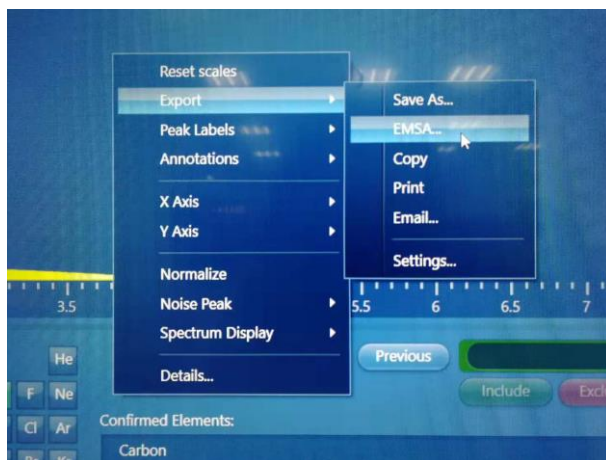 Reset scales
Export
Peak Labels
Annotations
X Axis
Y Axis
Normalize
Noise Peak
Spectrum Display
Details...
Save As...
EMSA...
Copy
Print
Email...
Settings...
3.5
5.5
6
6.5
7
He
F
Ne
Cl
Ar
Previous
Include
Confirmed Elements:
Carbon